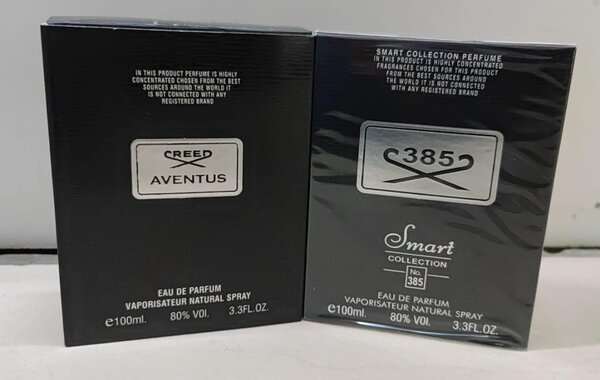 IN THIS PRODUCT PERFUME IS HIGHLY
CONCENTRATED CHOSEN FROM THE BEST
SOURCES AROUND THE WORLD IT
IS NOT CONNECTED WITH ANY
REGISTERED BRAND
CREED
AVENTUS
EAU DE PARFUM
VAPORISATEUR NATURAL SPRAY
e100ml. 80% VOl. 3.3FL.OZ.
SMART COLLECTION PERFUME
IN THIS PRODUCT IS HIGHLY CONCENTRATED
FRAGRANCES CHOSEN FOR THIS PRODUCT
FROM THE BEST SOURCES AROUND
THE WORLD IT IS NOT CONNECTED
WITH ANY REGISTERED BRAND
385
Smart
COLLECTION
No.
385
EAU DE PARFUM
VAPORISATEUR NATURAL SPRAY
e100ml. 80% VOl. 3.3FL.OZ.